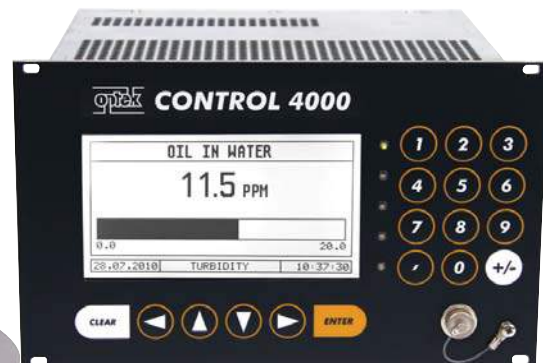 optek CONTROL 4000
OIL IN WATER
11.5 PPM
0.0 20.0
28.07.2010 TURBIDITY 10:37:30
1 2 3
4 5 6
7 8 9
, 0 +/-
CLEAR ENTER